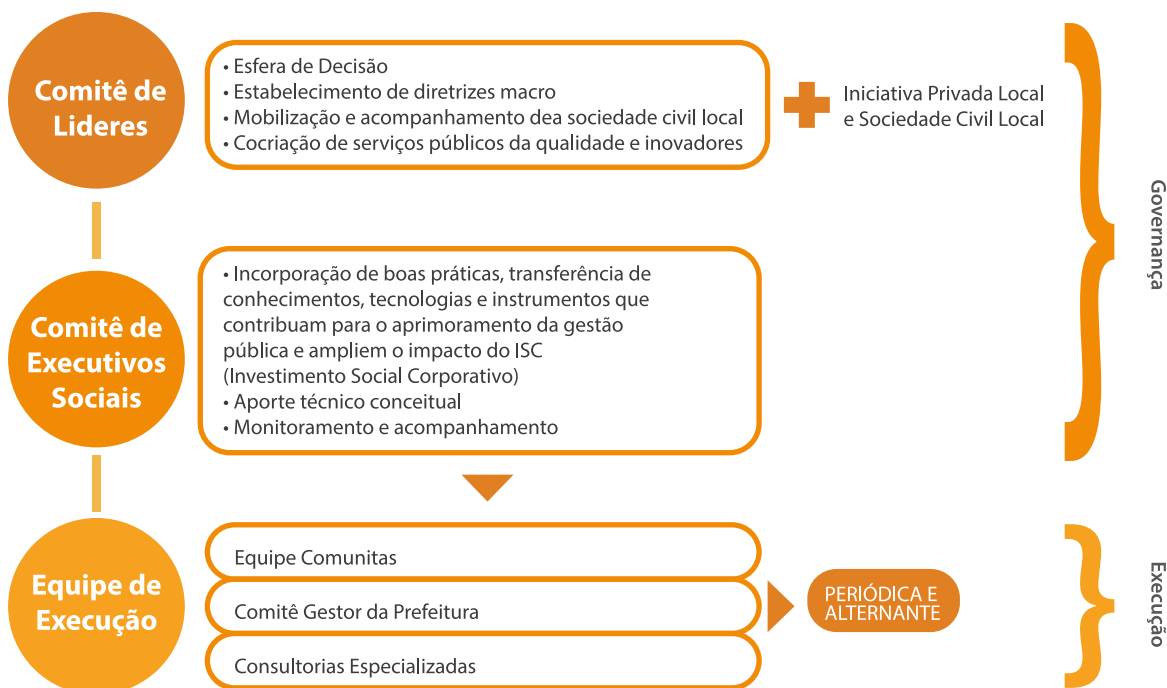 Comitê de
Lideres
• Esfera de Decisão
• Estabelecimento de diretrizes macro
• Mobilização e acompanhamento dea sociedade civil local
• Cocriação de serviços públicos da qualidade e inovadores
Iniciativa Privada Local
e Sociedade Civil Local
Governança
Comitê de
Executivos
Sociais
• Incorporação de boas práticas, transferência de
conhecimentos, tecnologias e instrumentos que
contribuam para o aprimoramento da gestão
pública e ampliem o impacto do ISC
(Investimento Social Corporativo)
• Aporte técnico conceitual
• Monitoramento e acompanhamento
Equipe de
Execução
Equipe Comunitas
Comitê Gestor da Prefeitura
Consultorias Especializadas
PERIÓDICA E
ALTERNANTE
Execução